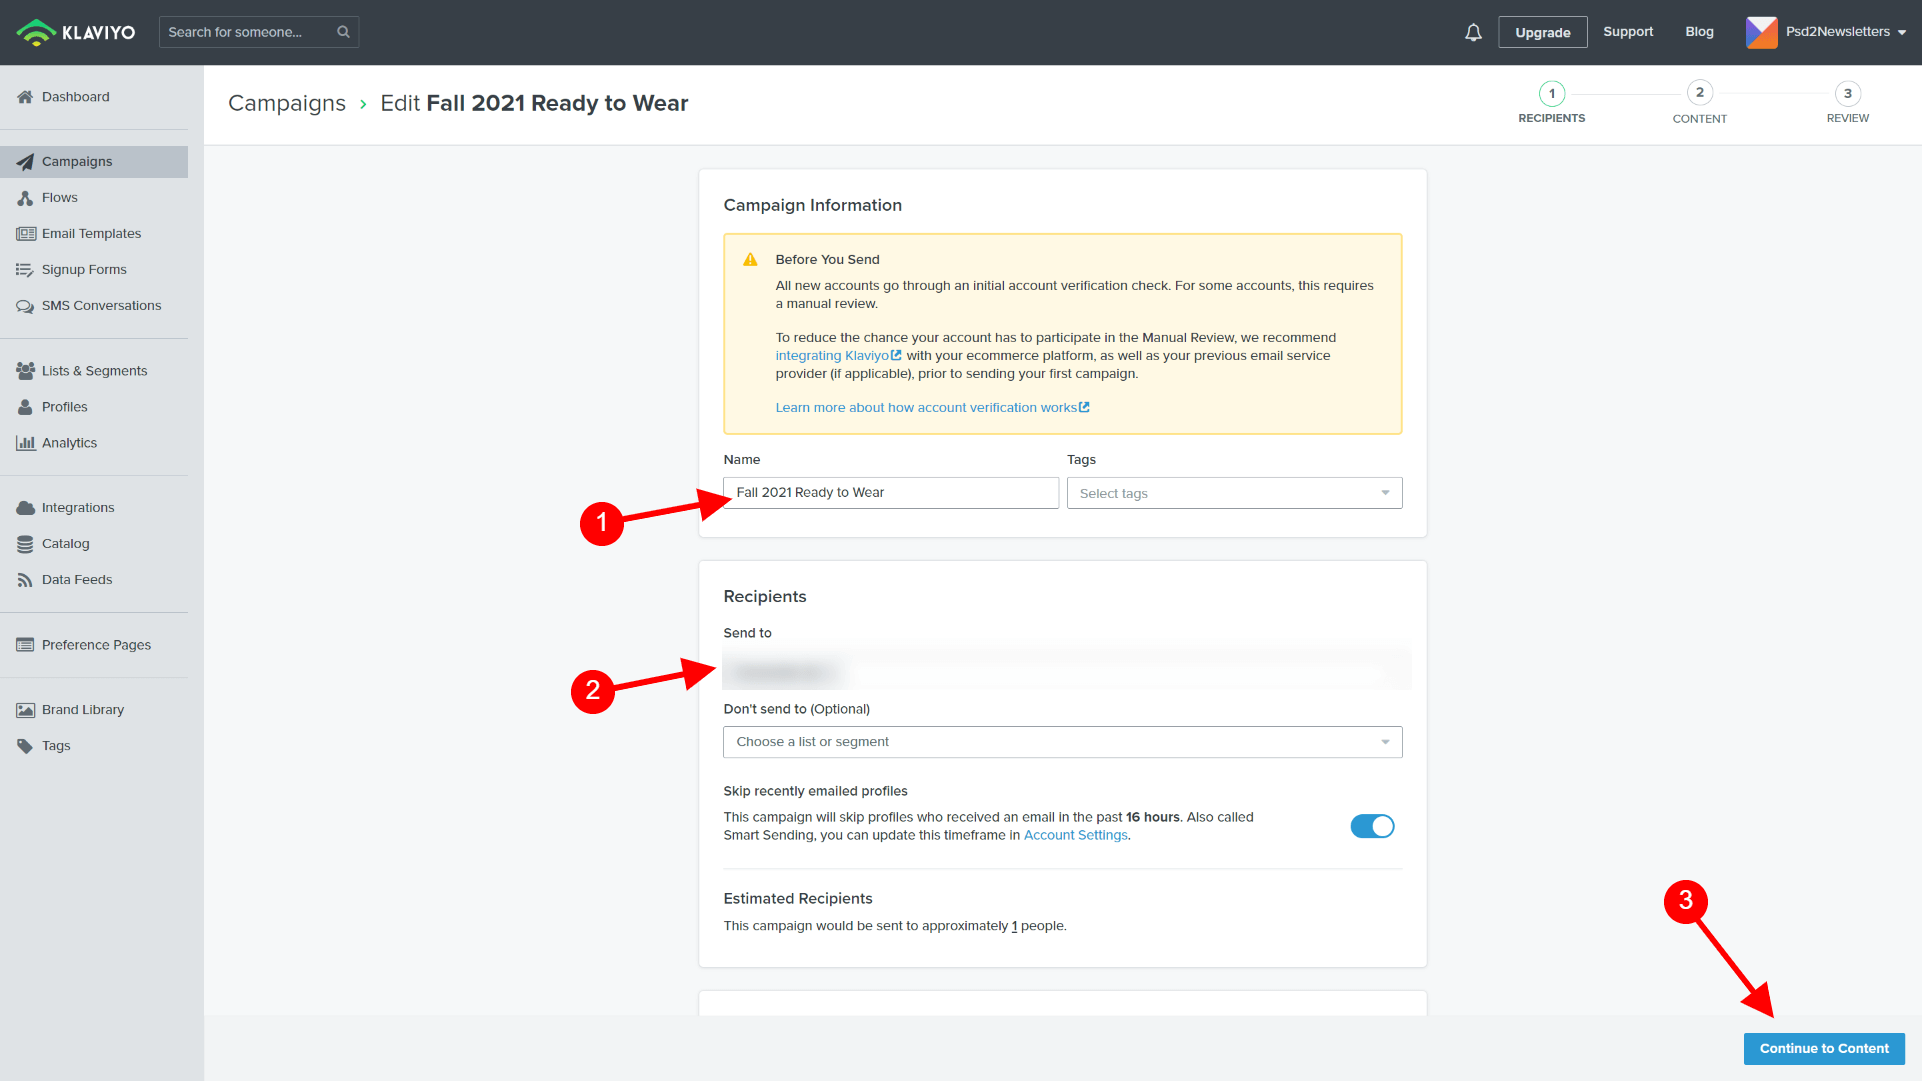 KLAVIYO
Search for someone...
Upgrade
Support
Blog
Psd2Newsletters
Dashboard
Campaigns
Flows
Email Templates
Signup Forms
SMS Conversations
Lists & Segments
Profiles
Analytics
Integrations
Catalog
Data Feeds
Preference Pages
Brand Library
Tags
Campaigns › Edit Fall 2021 Ready to Wear
1
RECIPIENTS
2
CONTENT
3
REVIEW
Campaign Information
Before You Send
All new accounts go through an initial account verification check. For some accounts, this requires
a manual review.
To reduce the chance your account has to participate in the Manual Review, we recommend
integrating Klaviyo with your ecommerce platform, as well as your previous email service
provider (if applicable), prior to sending your first campaign.
Learn more about how account verification works
Name
Tags
Fall 2021 Ready to Wear
Select tags
1
Recipients
Send to
2
Don't send to (Optional)
Choose a list or segment
Skip recently emailed profiles
This campaign will skip profiles who received an email in the past 16 hours. Also called
Smart Sending, you can update this timeframe in Account Settings.
Estimated Recipients
This campaign would be sent to approximately 1 people.
3
Continue to Content